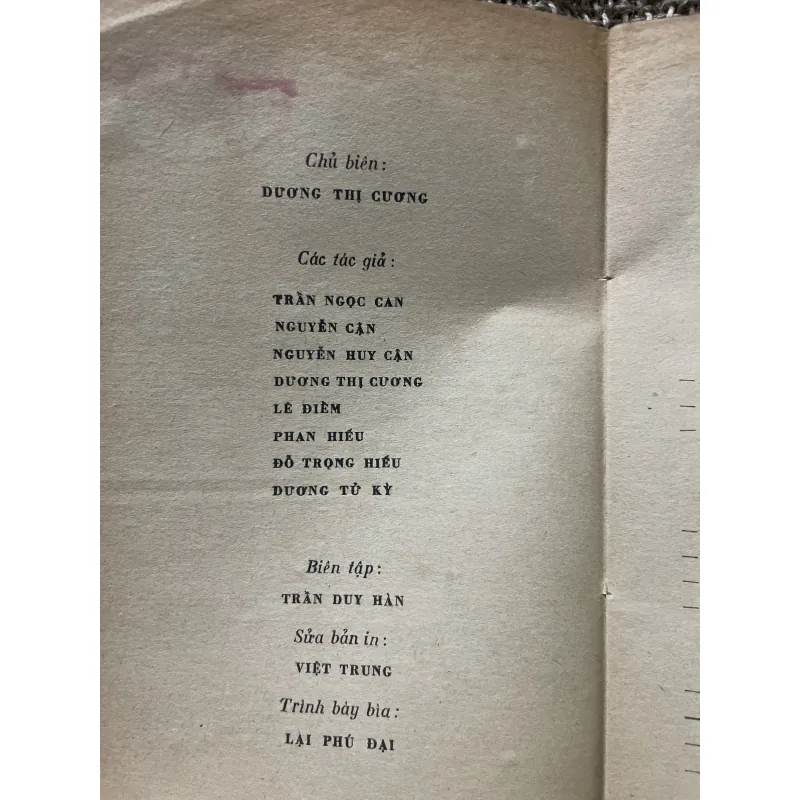 Chủ biên:
DƯƠNG THỊ CƯƠNG
Các tác giả:
TRẦN NGỌC CAN
NGUYỄN CẬN
NGUYỄN HUY CẬN
DƯƠNG THỊ CƯƠNG
LÊ ĐIỀM
PHAN HIẾU
ĐỖ TRỌNG HIẾU
DƯƠNG TỬ KỲ
Biên tập:
TRẦN DUY HÀN
Sửa bản in:
VIỆT TRUNG
Trình bày bìa:
LẠI PHÚ ĐẠI